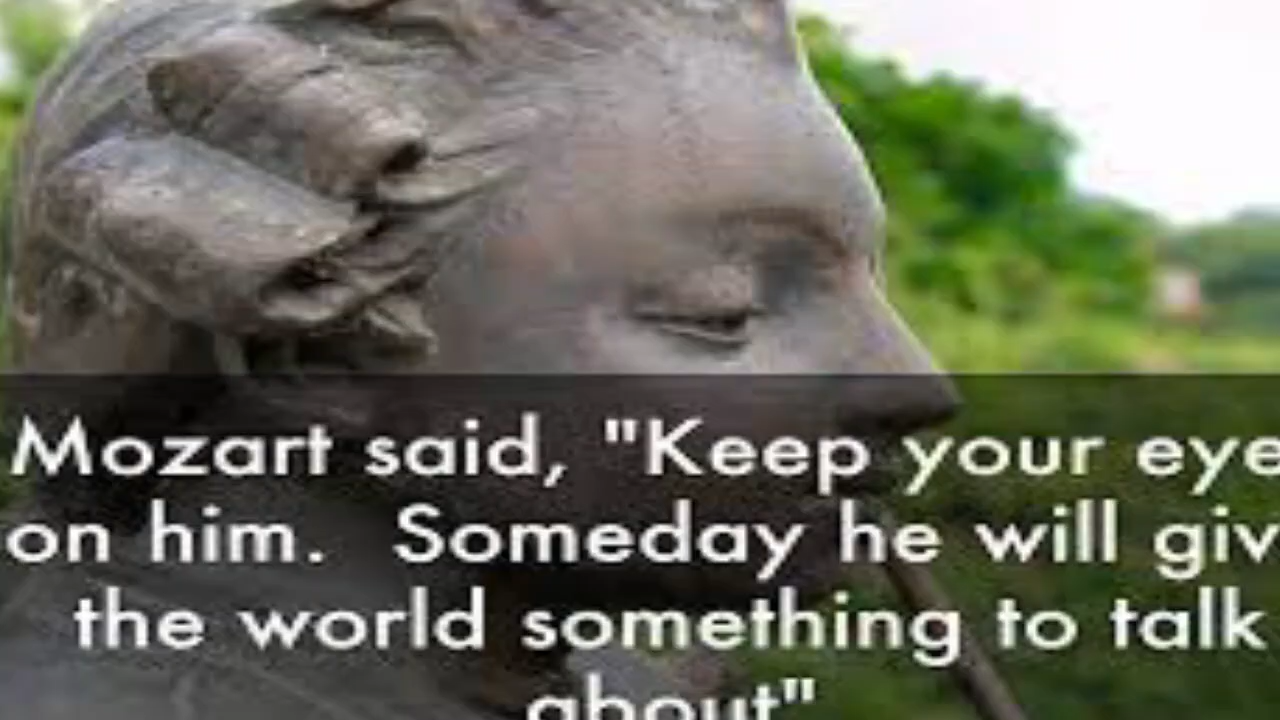 Mozart said, "Keep your eye
on him. Someday he will giv
the world something to talk
about"